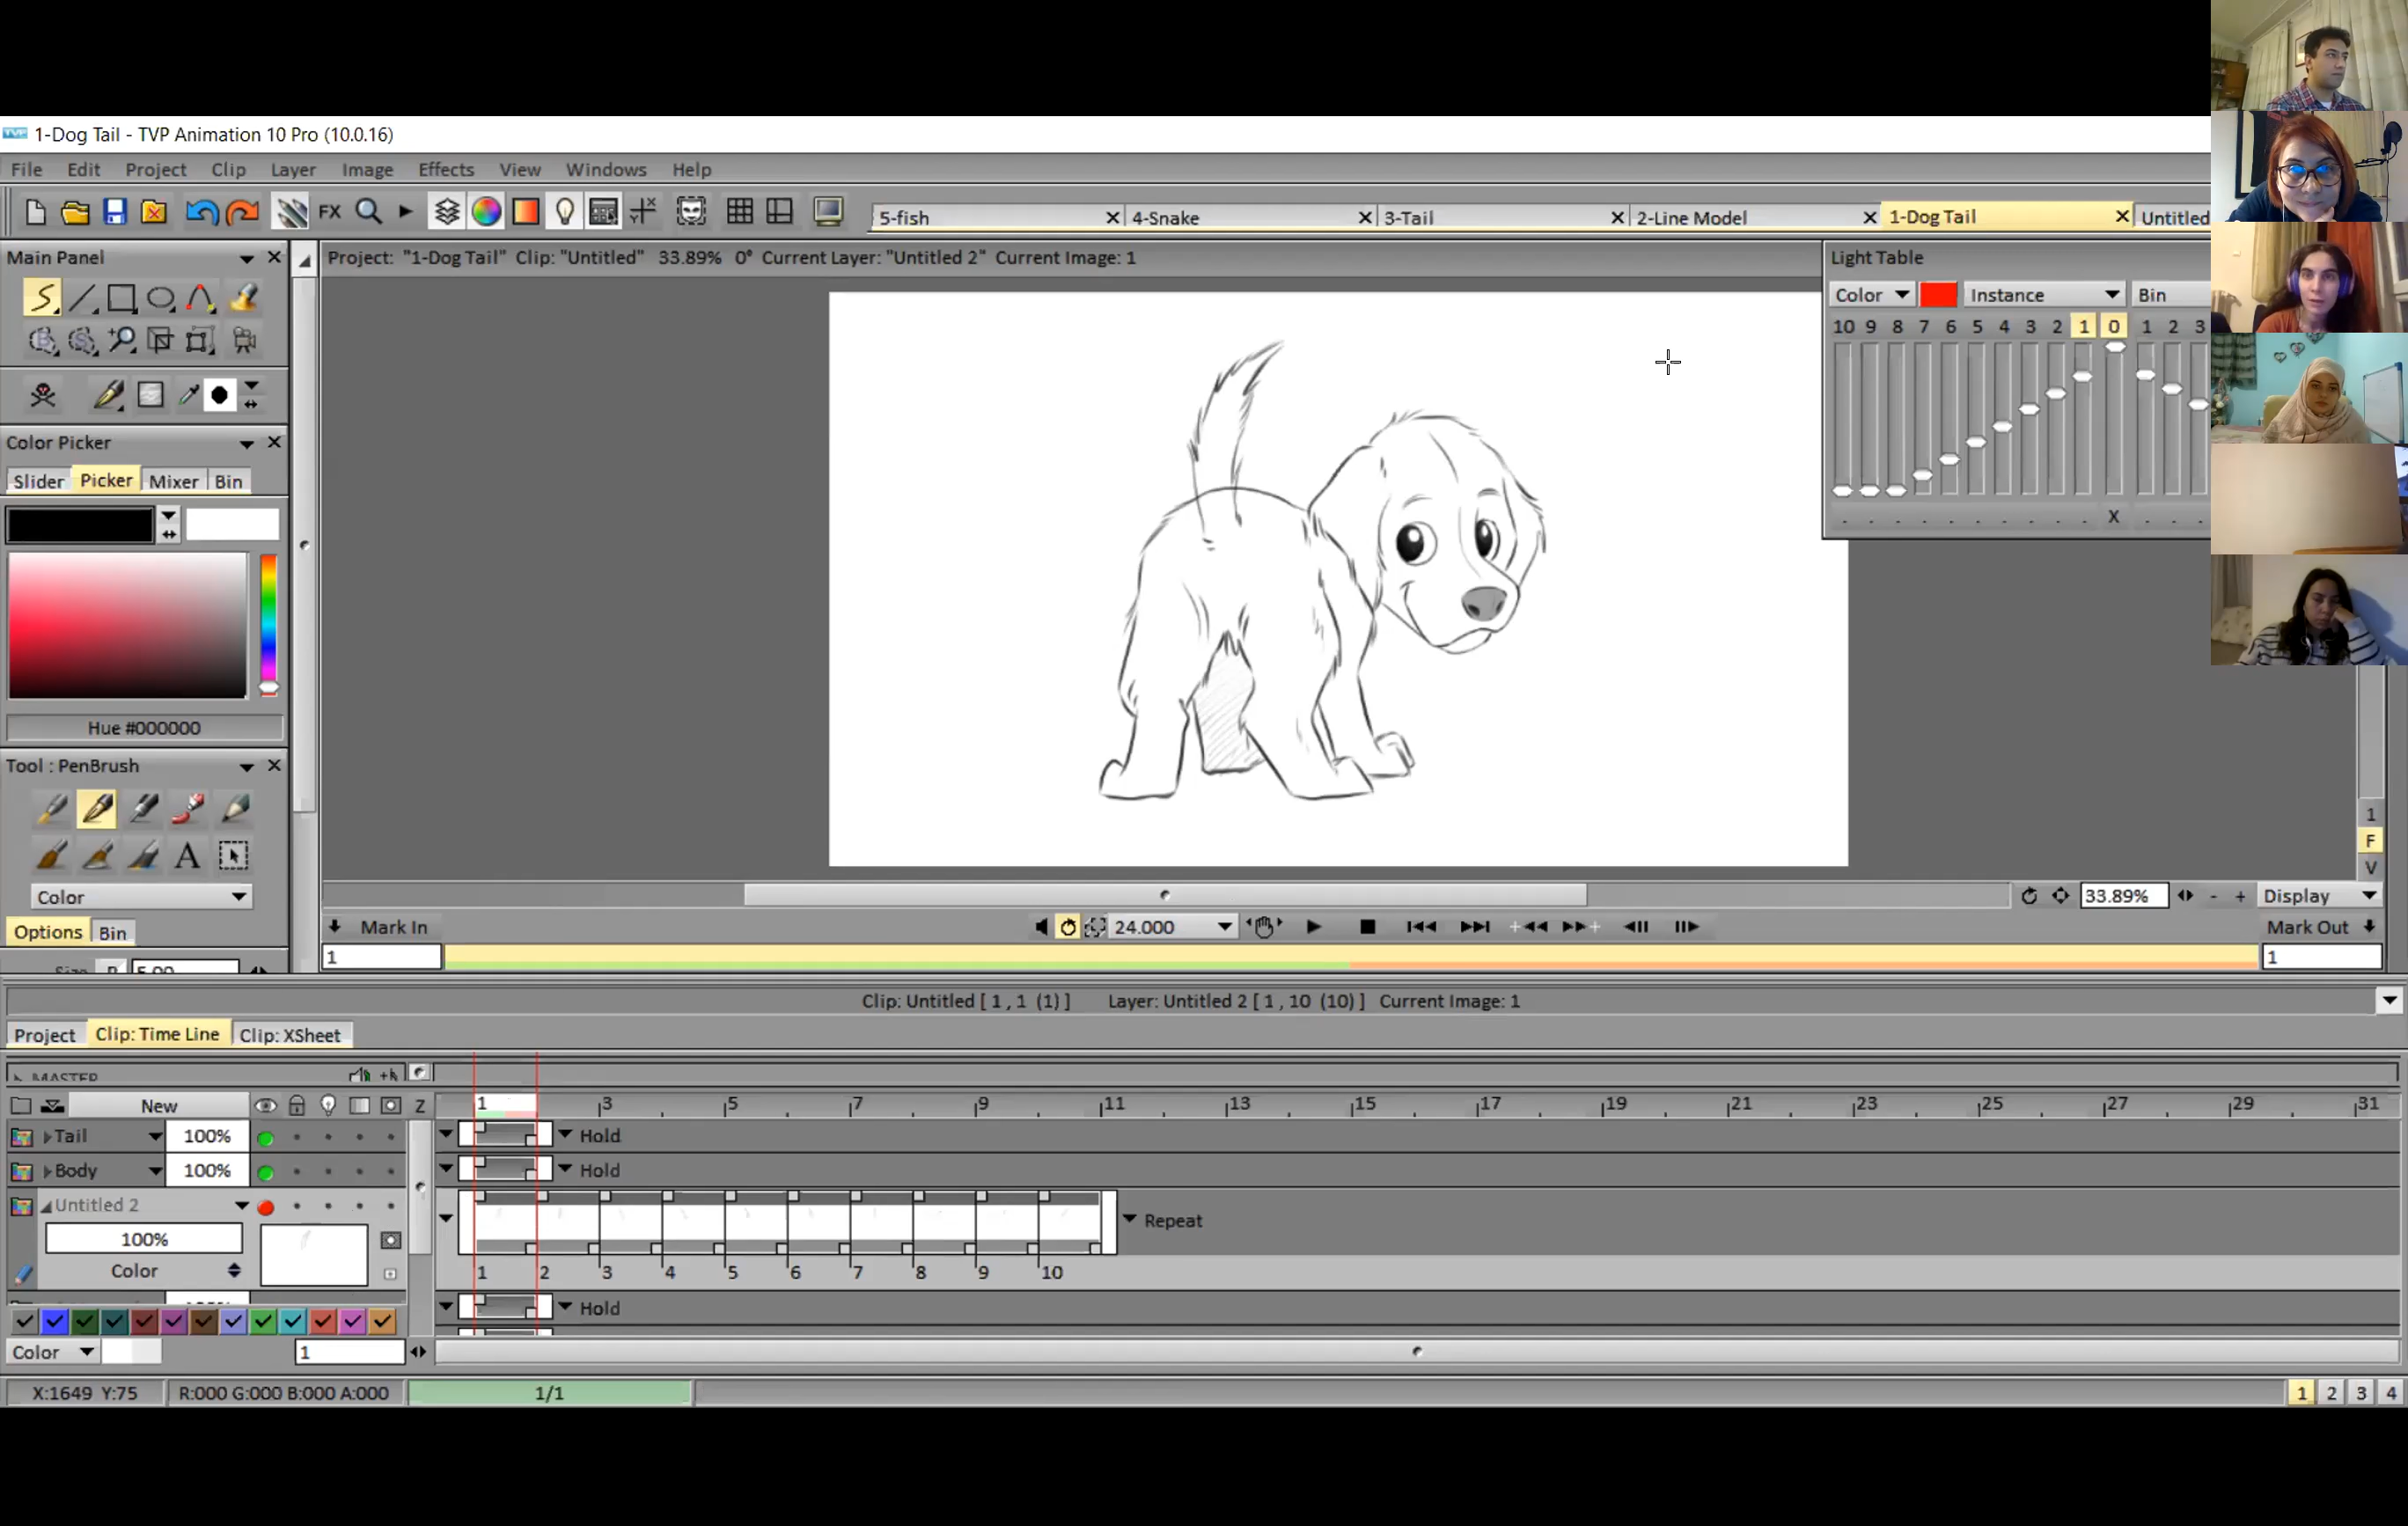 1-Dog Tail - TVP Animation 10 Pro (10.0.16)
File Edit Project Clip Layer Image Effects View Windows Help
FX
5-fish 4-Snake 3-Tail 2-Line Model 1-Dog Tail Untitled
Main Panel
Project: "1-Dog Tail" Clip: "Untitled" 33.89% 0° Current Layer: "Untitled 2" Current Image: 1
Light Table
Color Instance Bin
10 9 8 7 6 5 4 3 2 1 0 1 2 3
X
Color Picker
Slider Picker Mixer Bin
Hue #000000
Tool : PenBrush
A
Color
Options Bin
Size P 5.00
1
F
V
33.89% - + Display
Mark In 24.000 Mark Out
1 1
Clip: Untitled [ 1 , 1 (1) ] Layer: Untitled 2 [ 1 , 10 (10) ] Current Image: 1
Project Clip: Time Line Clip: XSheet
MASTER
New Z 1 3 5 7 9 11 13 15 17 19 21 23 25 27 29 31
Tail 100% Hold
Body 100% Hold
Untitled 2
100% Repeat
Color 1 2 3 4 5 6 7 8 9 10
Hold
Color 1
X:1649 Y:75 R:000 G:000 B:000 A:000 1/1 1 2 3 4